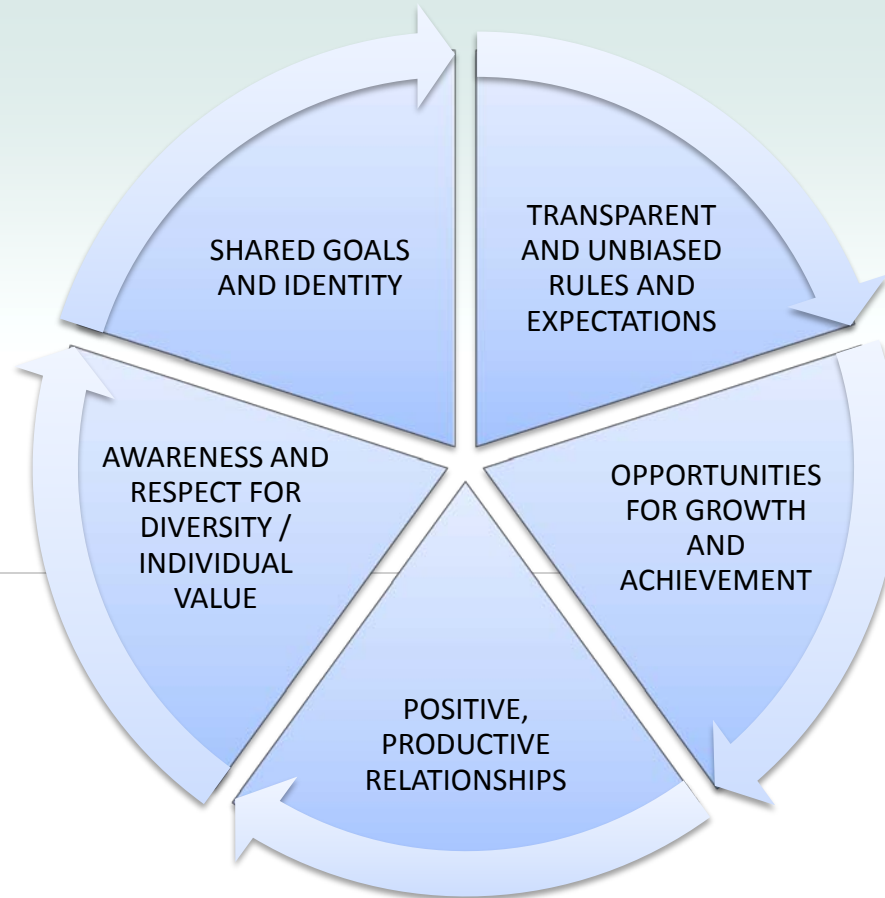 SHARED GOALS
AND IDENTITY
TRANSPARENT
AND UNBIASED
RULES AND
EXPECTATIONS
OPPORTUNITIES
FOR GROWTH
AND
ACHIEVEMENT
POSITIVE,
PRODUCTIVE
RELATIONSHIPS
AWARENESS AND
RESPECT FOR
DIVERSITY /
INDIVIDUAL
VALUE